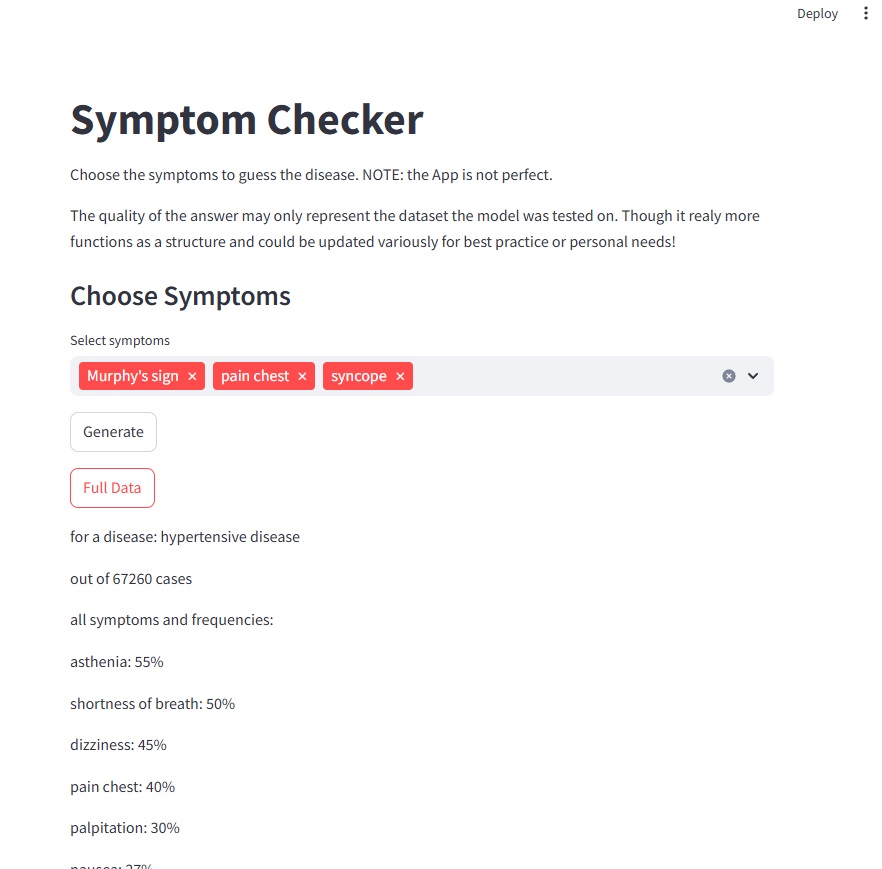 Deploy
Symptom Checker
Choose the symptoms to guess the disease. NOTE: the App is not perfect.
The quality of the answer may only represent the dataset the model was tested on. Though it realy more
functions as a structure and could be updated variously for best practice or personal needs!
Choose Symptoms
Select symptoms
Murphy's sign × pain chest × syncope ×
Generate
Full Data
for a disease: hypertensive disease
out of 67260 cases
all symptoms and frequencies:
asthenia: 55%
shortness of breath: 50%
dizziness: 45%
pain chest: 40%
palpitation: 30%
nausea: 27%